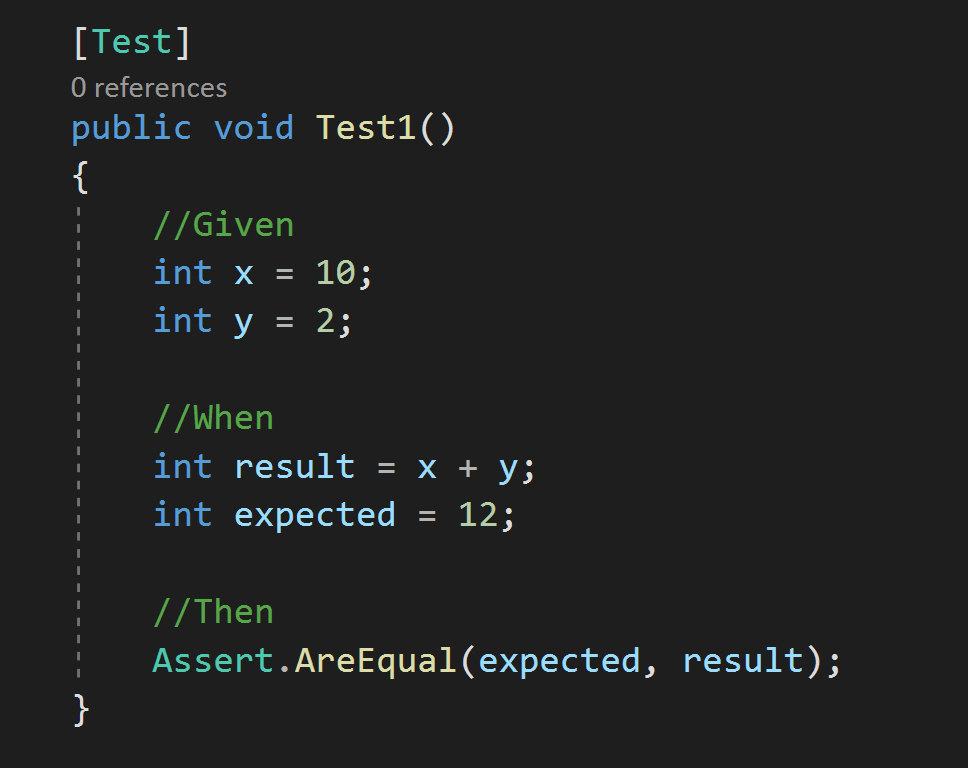 [Test]
0 references
public void Test1()
{
//Given
int x = 10;
int y = 2;
//When
int result = x + y;
int expected = 12;
//Then
Assert.AreEqual(expected, result);
}